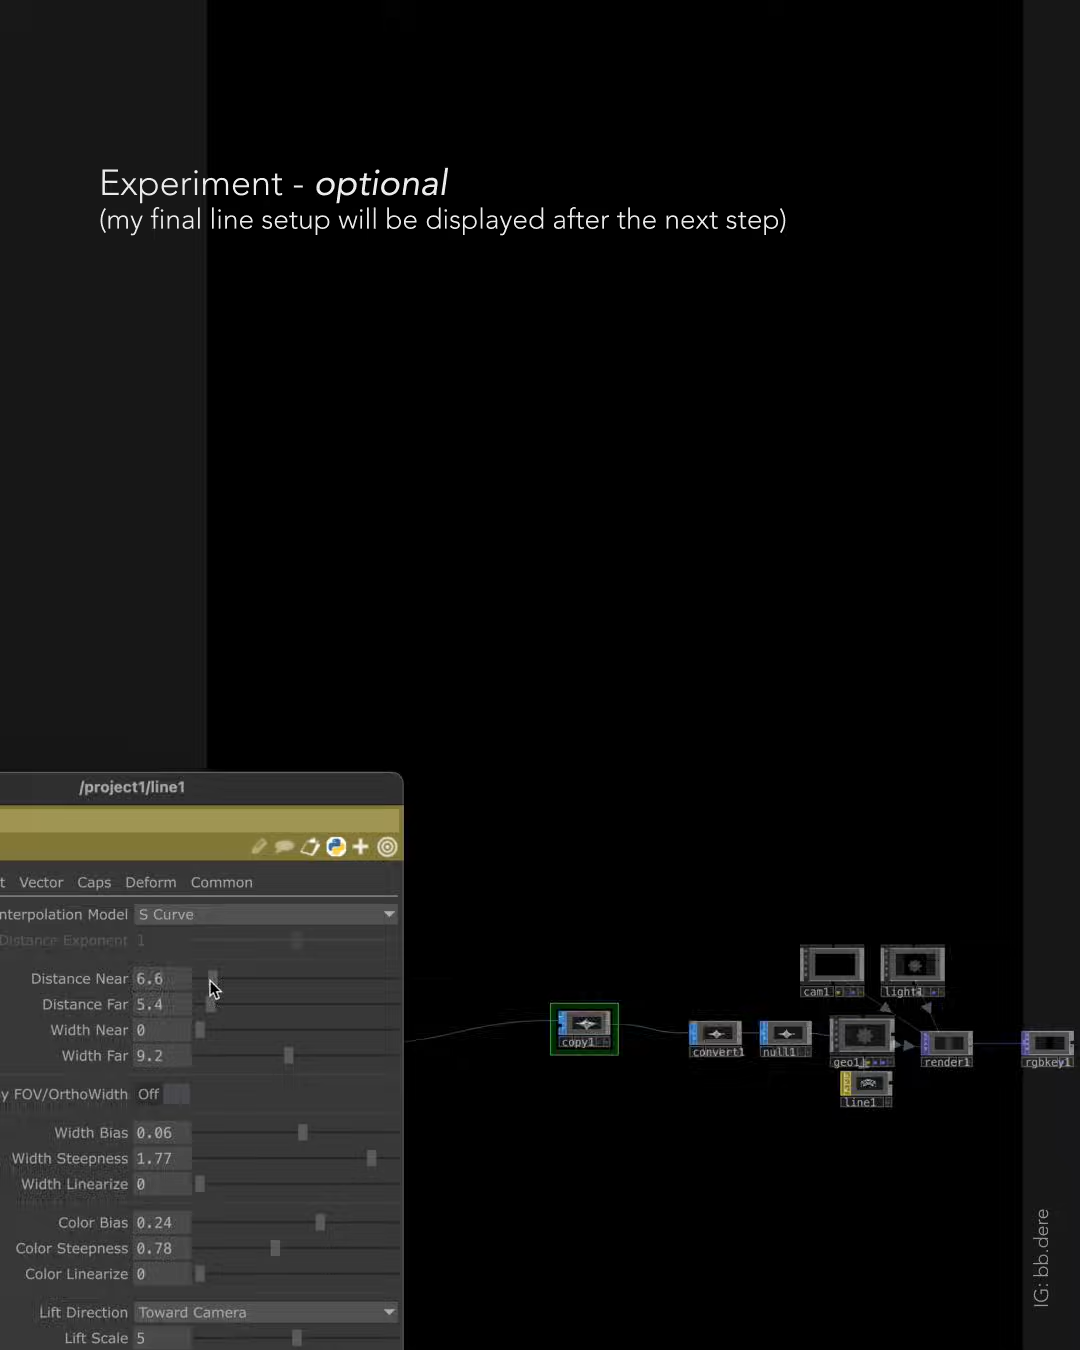 Experiment - optional
(my final line setup will be displayed after the next step)
/project1/line1
t Vector Caps Deform Common
nterpolation Model S Curve
Distance Exponent 1
Distance Near 6.6
Distance Far 5.4
Width Near 0
Width Far 9.2
y FOV/OrthoWidth Off
Width Bias 0.06
Width Steepness 1.77
Width Linearize 0
Color Bias 0.24
Color Steepness 0.78
Color Linearize 0
Lift Direction Toward Camera
Lift Scale 5
cam1 light1
copy1 convert1 null1 geo1 render1 rgbkey1
line1
IG: bb.dere